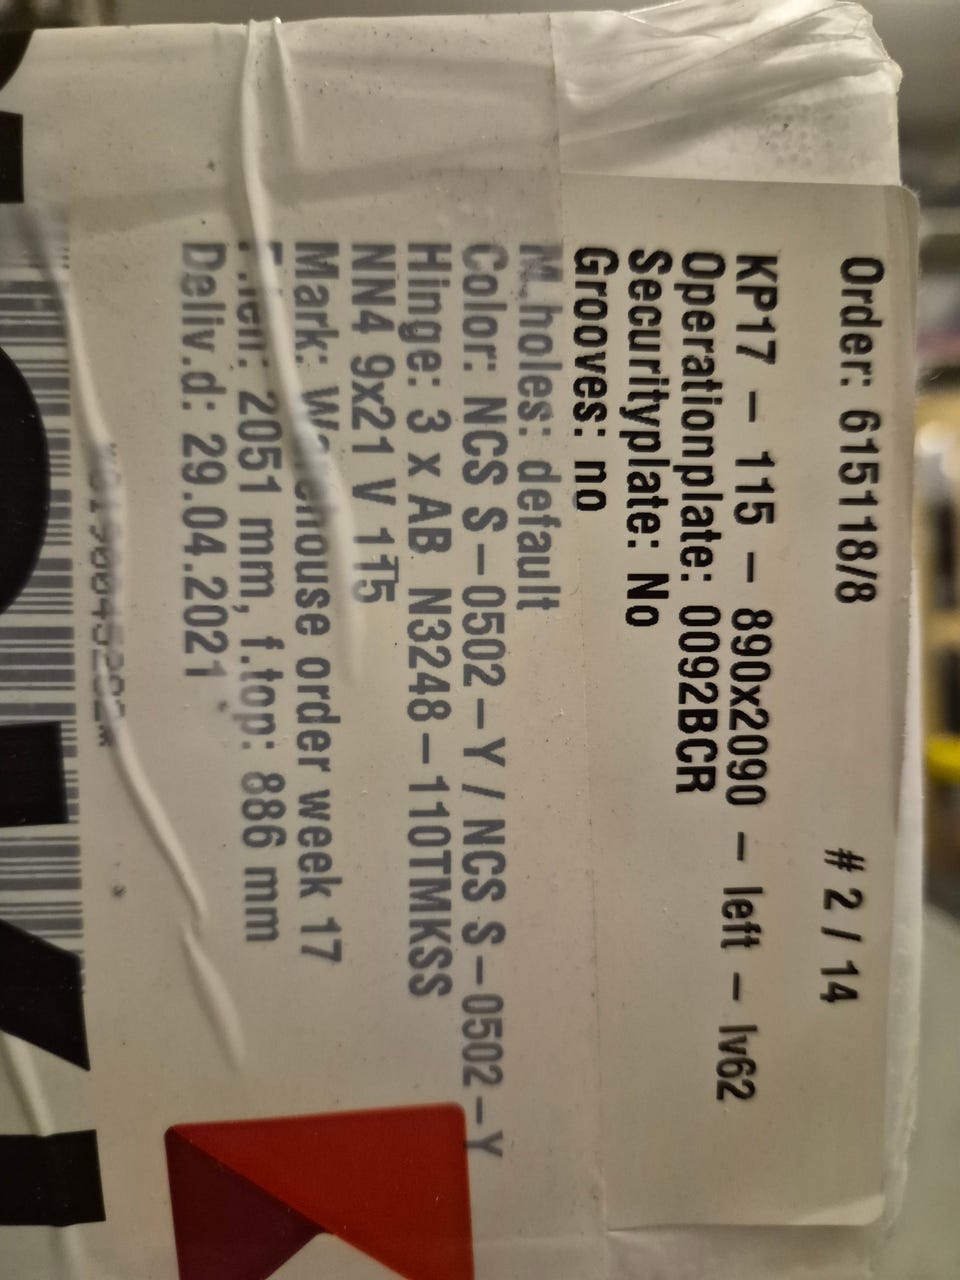 Order: 615118/8 # 2 / 14
KP17 – 115 – 890x2090 – left – lv62
Operationplate: 0092BCR
Securityplate: No
Grooves: no
M.holes: default
Color: NCS S–0502–Y / NCS S–0502–Y
Hinge: 3 x AB N3248–110TMKSS
NN4 9x21 V 115
Mark: Warehouse order week 17
2051 mm, f.top: 886 mm
Deliv.d: 29.04.2021